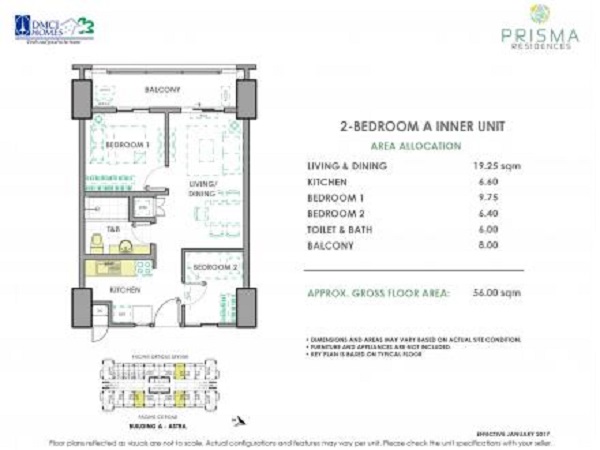 DMCI
HOMES
PRISMA
RESIDENCES
BALCONY
BEDROOM 1
LIVING/
DINING
T&B
BEDROOM 2
KITCHEN
2-BEDROOM A INNER UNIT
AREA ALLOCATION
LIVING & DINING 19.25 sqm
KITCHEN 6.60
BEDROOM 1 9.75
BEDROOM 2 6.40
TOILET & BATH 6.00
BALCONY 8.00
APPROX. GROSS FLOOR AREA: 56.00 sqm
• DIMENSIONS AND AREAS MAY VARY BASED ON ACTUAL SITE CONDITION.
• FURNITURE AND APPLIANCES ARE NOT INCLUDED
• KEY PLAN IS BASED ON TYPICAL FLOOR
BUILDING A - ASTRA
EFFECTIVE JANUARY 2017
Floor plans reflected as visuals are not to scale. Actual configurations and features may vary per unit. Please check the unit specifications with your seller.